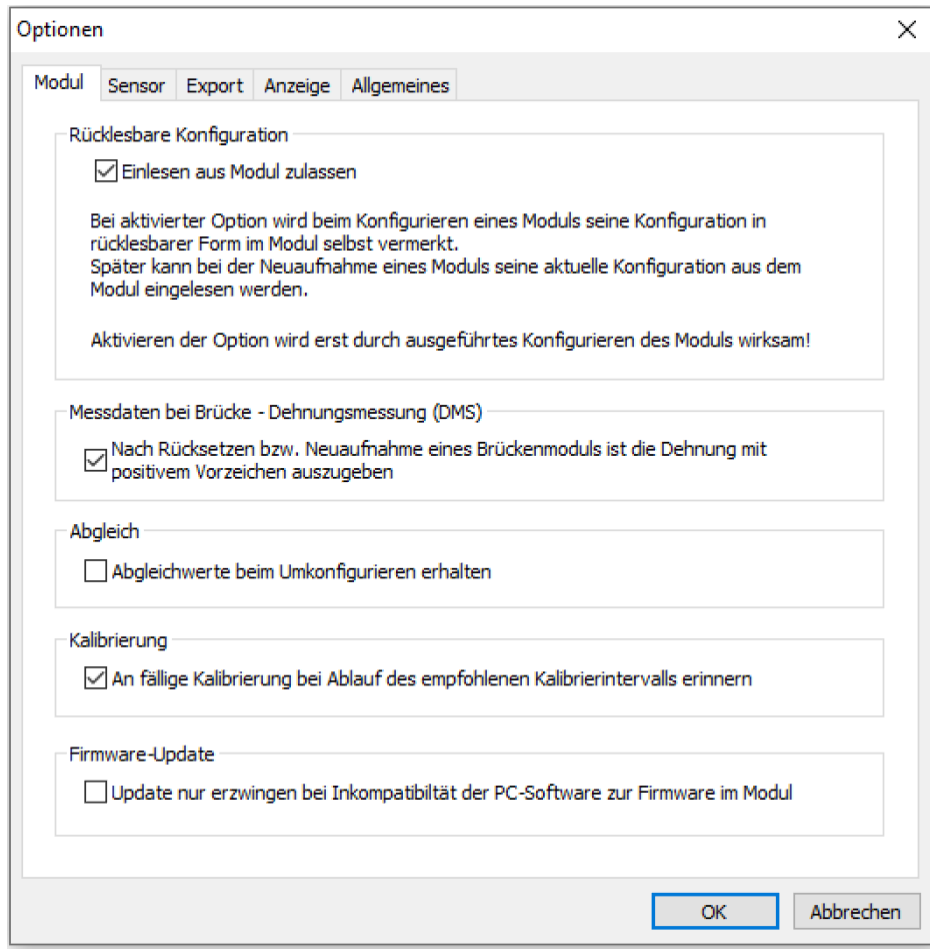 Optionen
Modul Sensor Export Anzeige Allgemeines
Rücklesbare Konfiguration
Einlesen aus Modul zulassen
Bei aktivierter Option wird beim Konfigurieren eines Moduls seine Konfiguration in
rücklesbarer Form im Modul selbst vermerkt.
Später kann bei der Neuaufnahme eines Moduls seine aktuelle Konfiguration aus dem
Modul eingelesen werden.
Aktivieren der Option wird erst durch ausgeführtes Konfigurieren des Moduls wirksam!
Messdaten bei Brücke - Dehnungsmessung (DMS)
Nach Rücksetzen bzw. Neuaufnahme eines Brückenmoduls ist die Dehnung mit
positivem Vorzeichen auszugeben
Abgleich
Abgleichwerte beim Umkonfigurieren erhalten
Kalibrierung
An fällige Kalibrierung bei Ablauf des empfohlenen Kalibrierintervalls erinnern
Firmware-Update
Update nur erzwingen bei Inkompatibiltät der PC-Software zur Firmware im Modul
OK Abbrechen